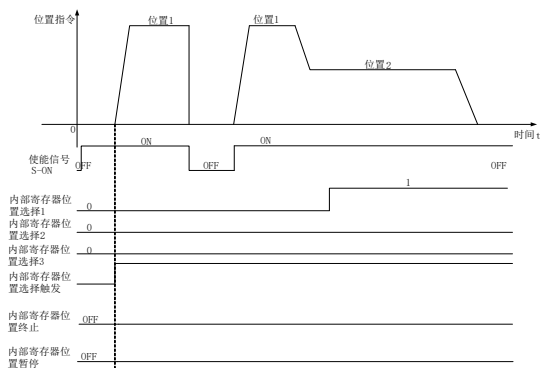 位置指令
位置1
位置1
位置2
0
时间t
使能信号
S-ON
OFF
ON
OFF
ON
OFF
内部寄存器位
置选择1
0
1
内部寄存器位
置选择2
0
内部寄存器位
置选择3
0
内部寄存器位
置选择触发
内部寄存器位
置终止
OFF
内部寄存器位
置暂停
OFF